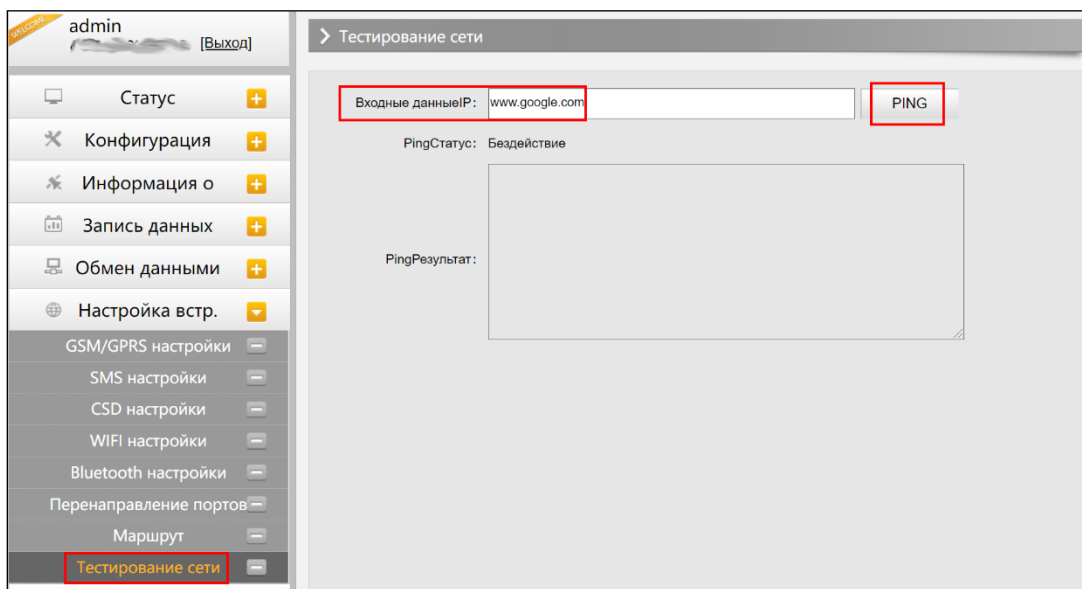 WELCOME
admin
[Выход]
Статус
Конфигурация
Информация о
Запись данных
Обмен данными
Настройка встр.
GSM/GPRS настройки
SMS настройки
CSD настройки
WIFI настройки
Bluetooth настройки
Перенаправление портов
Маршрут
Тестирование сети
Тестирование сети
Входные данныеIP: www.google.com PING
PingСтатус: Бездействие
PingРезультат: